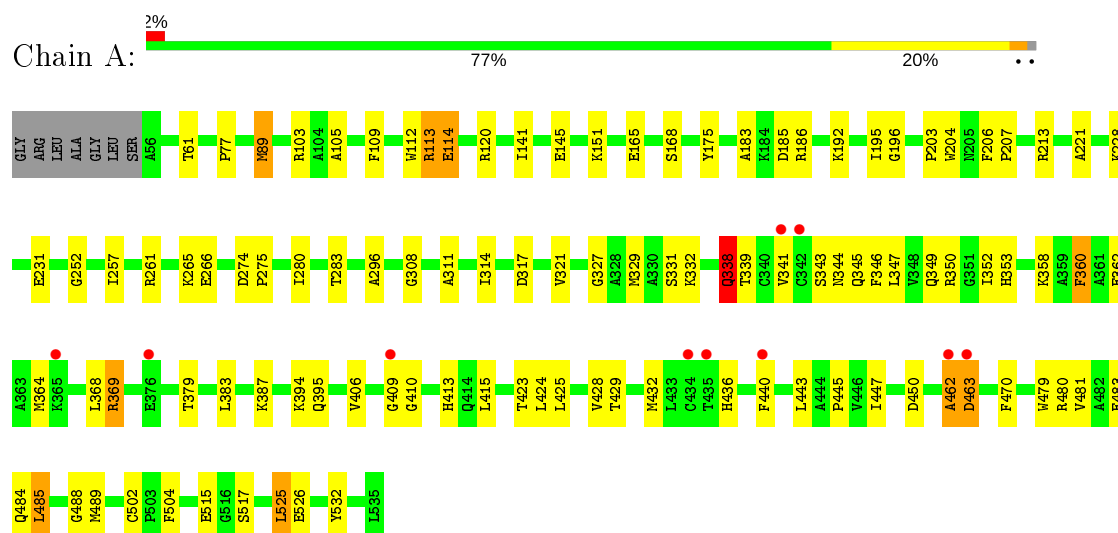 2%
Chain A:
77% 20% • •
GLY ARG LEU ALA GLY LEU SER A56 T61 P77 M89 R103 A104 A105 F109 W112 R113 E114 R120 I141 E145 K151 E165 S168 Y175 A183 K184 D185 R186 K192 I195 G196 P203 W204 N205 F206 P207 R213 A221
E231 G252 I257 R261 K265 E266 D274 P275 I280 T283 A296 G308 A311 I314 D317 V321 G327 A328 M329 A330 S331 K332 Q338 T339 C340 V341 C342 S343 N344 Q345 F346 L347 V348 Q349 R350 G351 I352 H353 K358 A359 F360 A361
A363 M364 K365 L368 R369 E376 T379 L383 K387 K394 Q395 V406 G409 G410 H413 Q414 L415 T423 L424 L425 V428 T429 M432 L433 C434 T435 H436 F440 L443 A444 P445 V446 I447 D450 A462 D463 F470 W479 R480 V481 A482
Q484 L485 G488 M489 C502 P503 F504 E515 G516 S517 L525 E526 Y532 L535